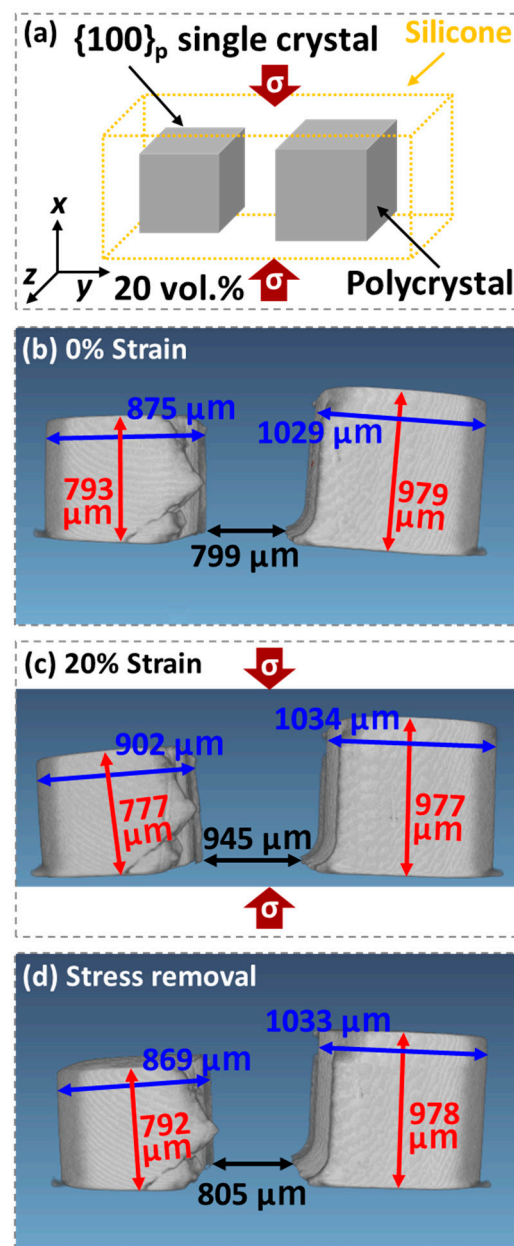 (a) {100}p single crystal
Silicone
σ
x
z
y
20 vol.%
σ
Polycrystal
(b) 0% Strain
875 μm
1029 μm
793
μm
979
μm
799 μm
(c) 20% Strain
σ
902 μm
1034 μm
777
μm
977
μm
945 μm
σ
(d) Stress removal
869 μm
1033 μm
792
μm
978
μm
805 μm